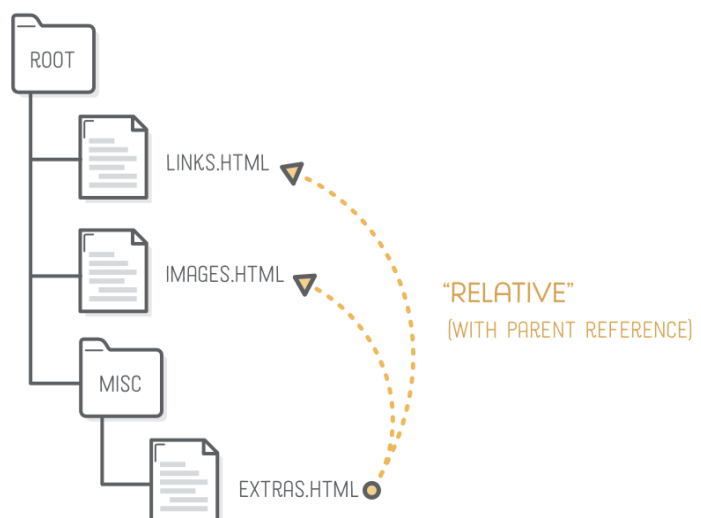 ROOT
LINKS.HTML
IMAGES.HTML
“RELATIVE”
(WITH PARENT REFERENCE)
MISC
EXTRAS.HTML